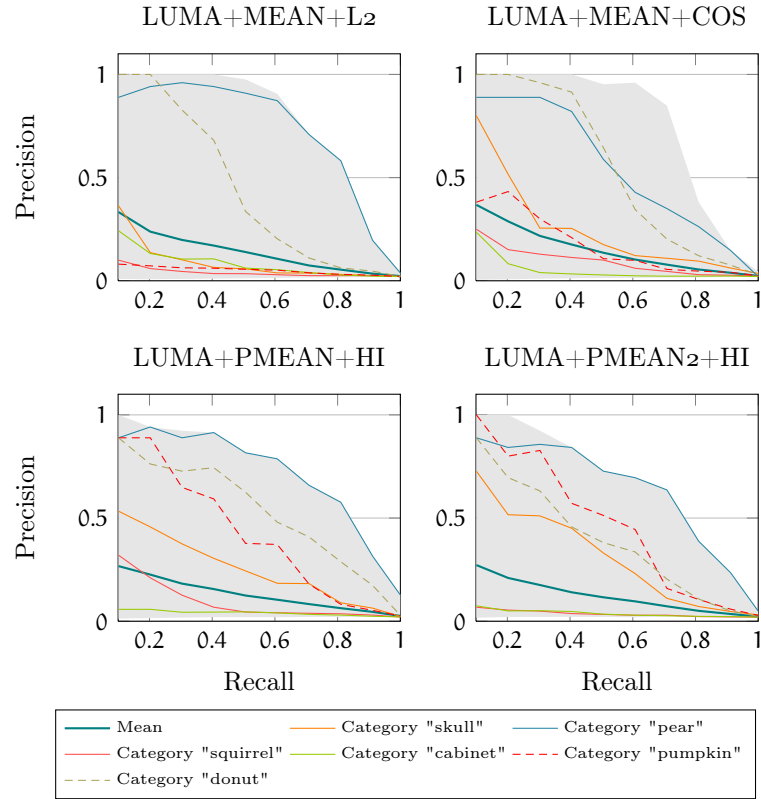 LUMA+MEAN+L2 LUMA+MEAN+COS
1 1
0.5 0.5
0 0
0.2 0.4 0.6 0.8 1 0.2 0.4 0.6 0.8 1
Precision
LUMA+PMEAN+HI LUMA+PMEAN2+HI
1 1
0.5 0.5
0 0
0.2 0.4 0.6 0.8 1 0.2 0.4 0.6 0.8 1
Precision
Recall Recall
Mean Category "skull" Category "pear"
Category "squirrel" Category "cabinet" Category "pumpkin"
Category "donut"